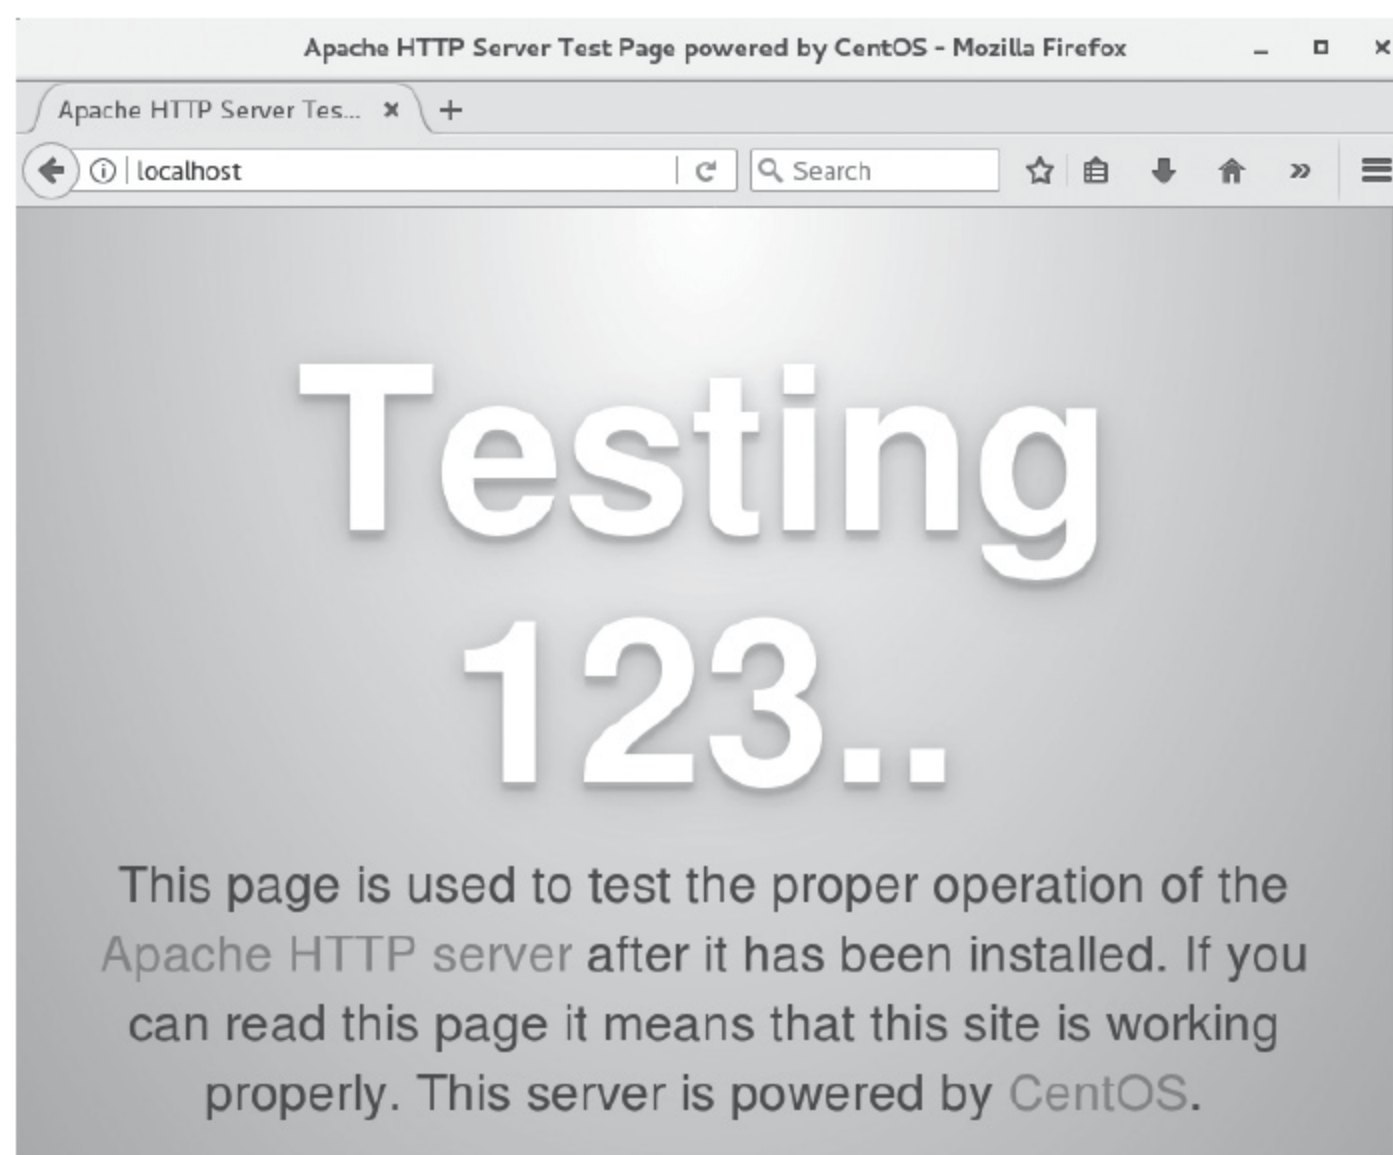 Apache HTTP Server Test Page powered by CentOS - Mozilla Firefox
Apache HTTP Server Tes...
localhost
Search
Testing
123..
This page is used to test the proper operation of the
Apache HTTP server after it has been installed. If you
can read this page it means that this site is working
properly. This server is powered by CentOS.